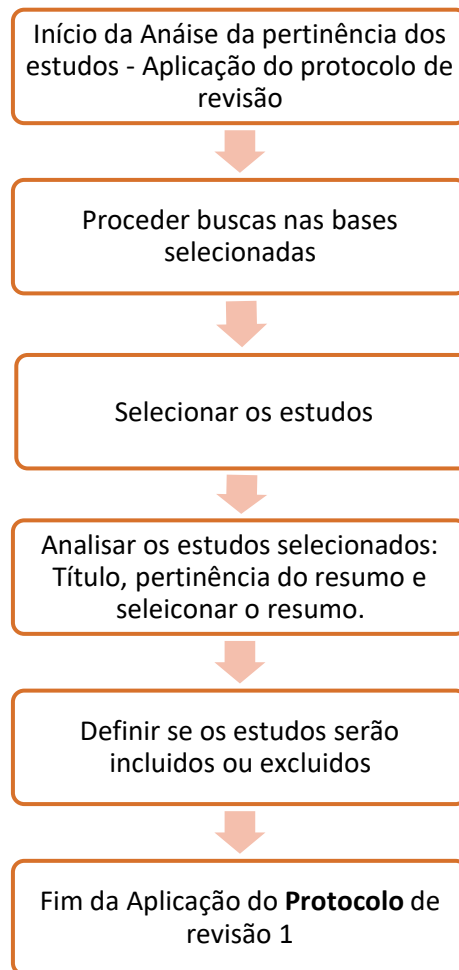 Início da Anáise da pertinência dos
estudos - Aplicação do protocolo de
revisão
Proceder buscas nas bases
selecionadas
Selecionar os estudos
Analisar os estudos selecionados:
Título, pertinência do resumo e
seleiconar o resumo.
Definir se os estudos serão
incluidos ou excluidos
Fim da Aplicação do Protocolo de
revisão 1